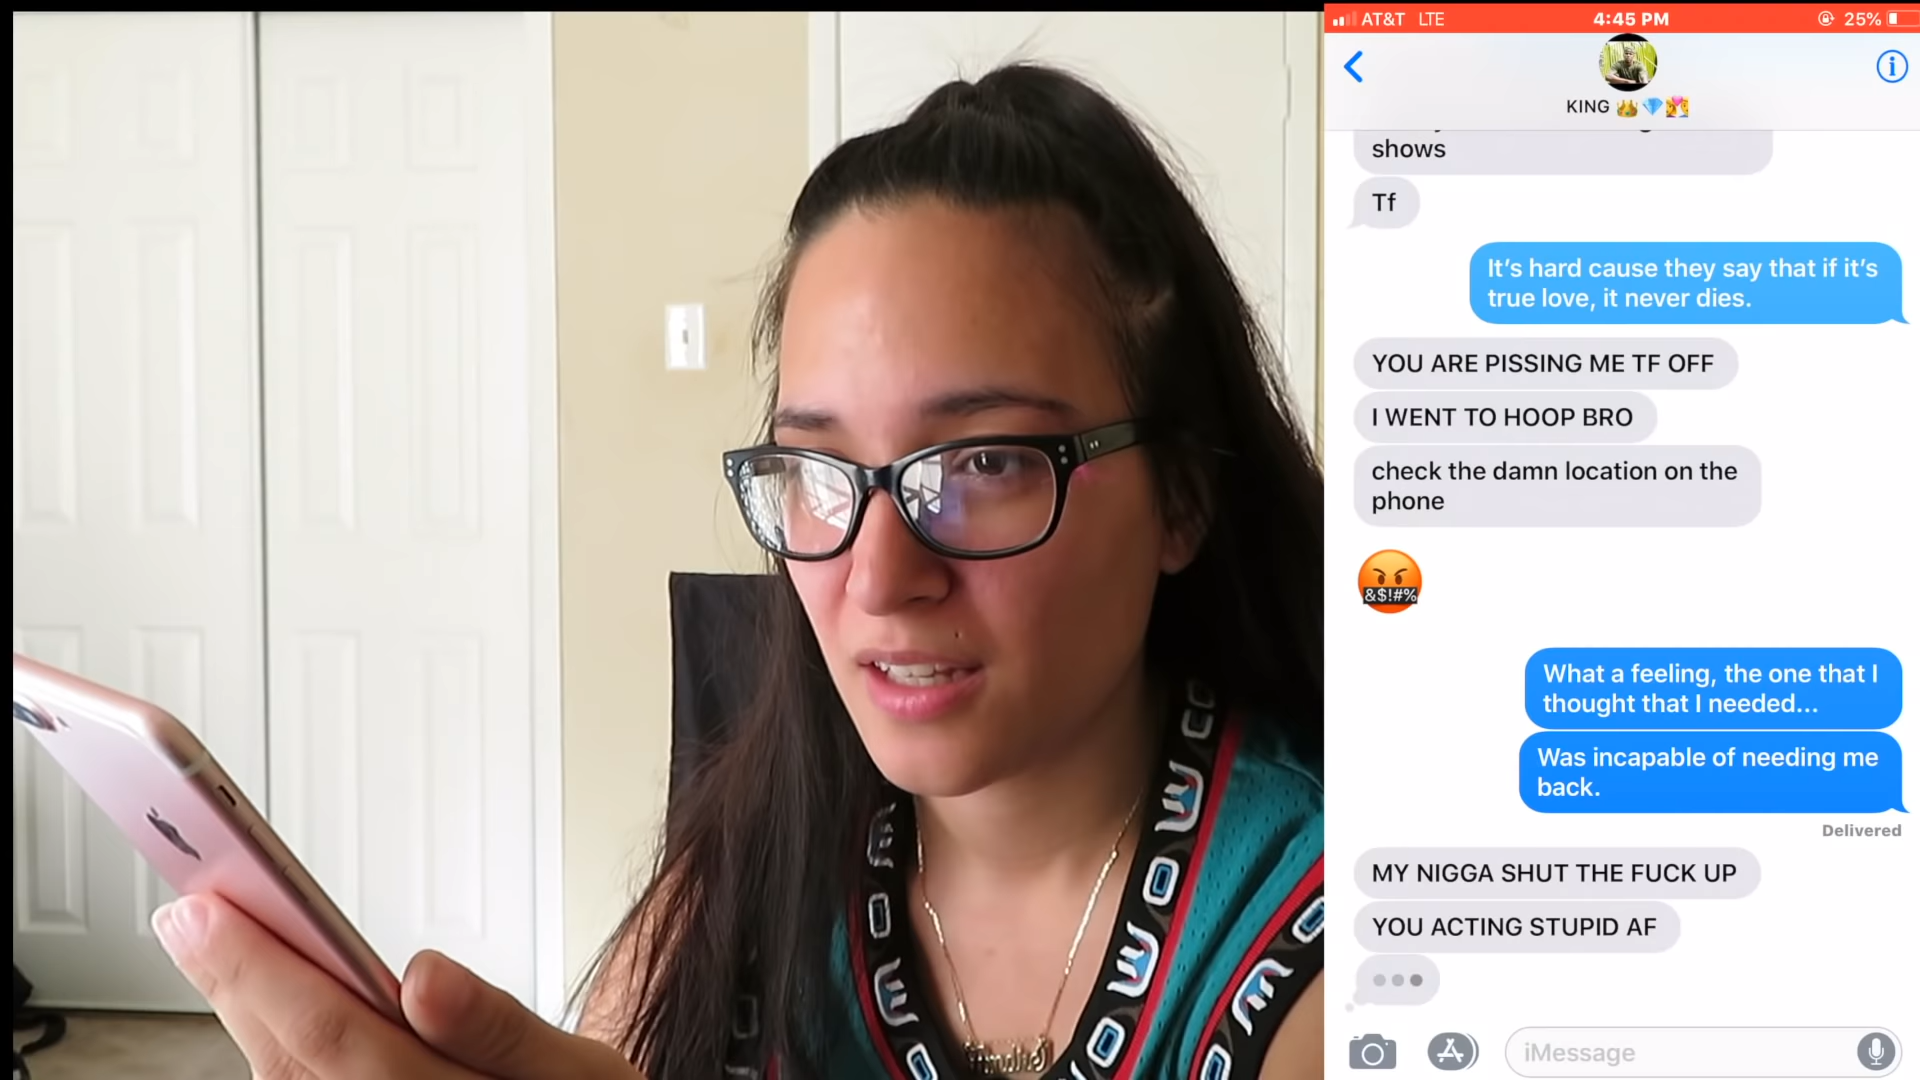 AT&T LTE 4:45 PM 25%
KING
shows
Tf
It's hard cause they say that if it's
true love, it never dies.
YOU ARE PISSING ME TF OFF
I WENT TO HOOP BRO
check the damn location on the
phone
&$!#%
What a feeling, the one that I
thought that I needed...
Was incapable of needing me
back.
Delivered
MY NIGGA SHUT THE FUCK UP
YOU ACTING STUPID AF
iMessage